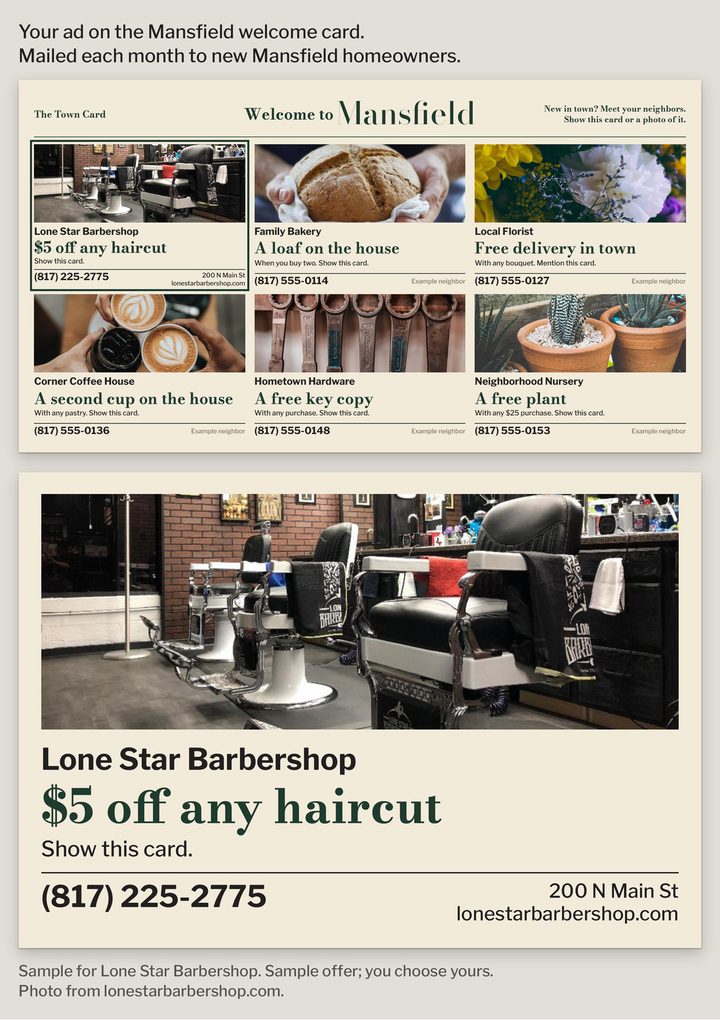 Your ad on the Mansfield welcome card.
Mailed each month to new Mansfield homeowners.
The Town Card
Welcome to Mansfield
New in town? Meet your neighbors.
Show this card or a photo of it.
Lone Star Barbershop
$5 off any haircut
Show this card.
(817) 225-2775
200 N Main St
lonestarbarbershop.com
Family Bakery
A loaf on the house
When you buy two. Show this card.
(817) 555-0114
Example neighbor
Local Florist
Free delivery in town
With any bouquet. Mention this card.
(817) 555-0127
Example neighbor
Corner Coffee House
A second cup on the house
With any pastry. Show this card.
(817) 555-0136
Example neighbor
Hometown Hardware
A free key copy
With any purchase. Show this card.
(817) 555-0148
Example neighbor
Neighborhood Nursery
A free plant
With any $25 purchase. Show this card.
(817) 555-0153
Example neighbor
Lone Star Barbershop
$5 off any haircut
Show this card.
(817) 225-2775
200 N Main St
lonestarbarbershop.com
Sample for Lone Star Barbershop. Sample offer; you choose yours.
Photo from lonestarbarbershop.com.